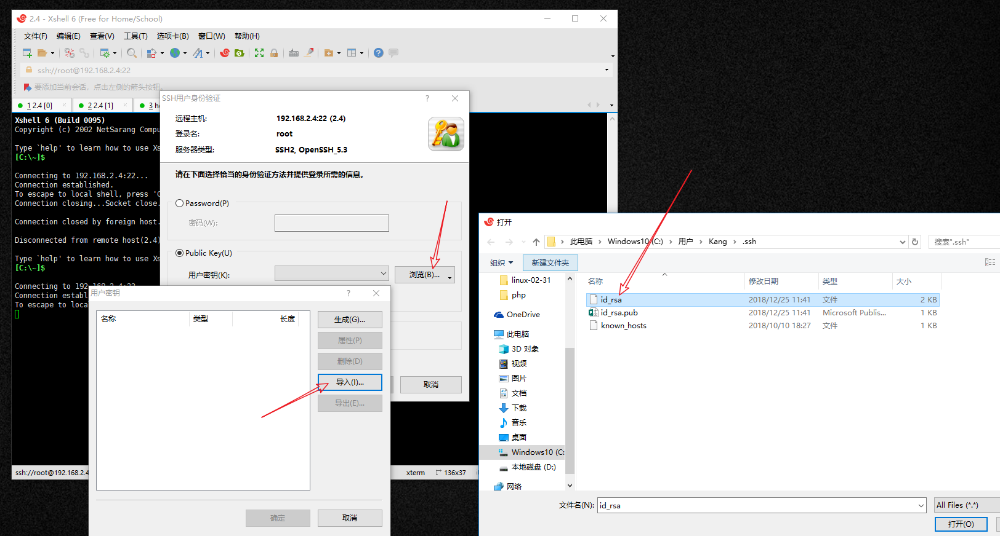 2.4 - Xshell 6 (Free for Home/School)
文件(F) 编辑(E) 查看(V) 工具(T) 选项卡(B) 窗口(W) 帮助(H)
ssh://root@192.168.2.4:22
要添加当前会话，点击左侧的箭头按钮。
1 2.4 [0] 2 2.4 [1] 3 h
Xshell 6 (Build 0095)
Copyright (c) 2002 NetSarang Compu
Type `help' to learn how to use Xs
[C:\~]$
Connecting to 192.168.2.4:22...
Connection established.
To escape to local shell, press 'C
Connection closing...Socket close.
Connection closed by foreign host.
Disconnected from remote host(2.4)
Type `help' to learn how to use Xs
[C:\~]$
Connecting to 192.168.2.4:22
Connection establ
To escape to loca
ssh://root@192.168.2.4
xterm 136x37
SSH用户身份验证
远程主机: 192.168.2.4:22 (2.4)
登录名: root
服务器类型: SSH2, OpenSSH_5.3
请在下面选择恰当的身份验证方法并提供登录所需的信息。
Password(P)
密码(W):
Public Key(U)
用户密钥(K): 浏览(B)...
取消
用户密钥
名称 类型 长度
生成(G)...
属性(P)
删除(D)
导入(I)...
导出(E)...
确定 取消
打开
此电脑 Windows10 (C:) 用户 Kang .ssh
搜索".ssh"
组织 新建文件夹
linux-02-31
php
OneDrive
此电脑
3D 对象
视频
图片
文档
下载
音乐
桌面
Windows10 (C:
本地磁盘 (D:)
网络
名称 修改日期 类型 大小
id_rsa 2018/12/25 11:41 文件 2 KB
id_rsa.pub 2018/12/25 11:41 Microsoft Publis... 1 KB
known_hosts 2018/10/10 18:27 文件 1 KB
文件名(N): id_rsa All Files (*.*)
打开(O)